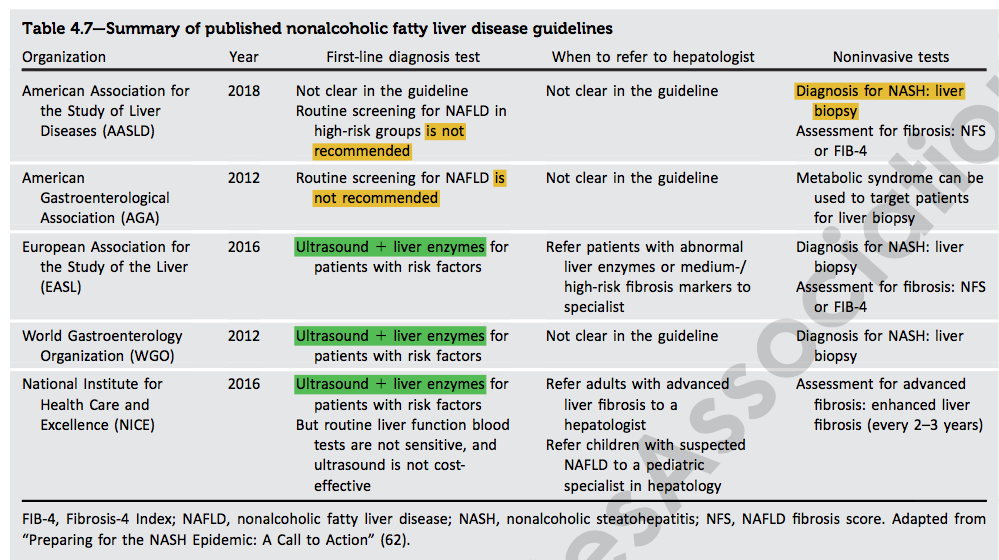 Table 4.7—Summary of published nonalcoholic fatty liver disease guidelines
Organization Year First-line diagnosis test When to refer to hepatologist Noninvasive tests
American Association for the Study of Liver Diseases (AASLD)
2018
Not clear in the guideline
Routine screening for NAFLD in high-risk groups is not recommended
Not clear in the guideline
Diagnosis for NASH: liver biopsy
Assessment for fibrosis: NFS or FIB-4
American Gastroenterological Association (AGA)
2012
Routine screening for NAFLD is not recommended
Not clear in the guideline
Metabolic syndrome can be used to target patients for liver biopsy
European Association for the Study of the Liver (EASL)
2016
Ultrasound + liver enzymes for patients with risk factors
Refer patients with abnormal liver enzymes or medium-/high-risk fibrosis markers to specialist
Diagnosis for NASH: liver biopsy
Assessment for fibrosis: NFS or FIB-4
World Gastroenterology Organization (WGO)
2012
Ultrasound + liver enzymes for patients with risk factors
Not clear in the guideline
Diagnosis for NASH: liver biopsy
National Institute for Health Care and Excellence (NICE)
2016
Ultrasound + liver enzymes for patients with risk factors
But routine liver function blood tests are not sensitive, and ultrasound is not cost-effective
Refer adults with advanced liver fibrosis to a hepatologist
Refer children with suspected NAFLD to a pediatric specialist in hepatology
Assessment for advanced fibrosis: enhanced liver fibrosis (every 2–3 years)
FIB-4, Fibrosis-4 Index; NAFLD, nonalcoholic fatty liver disease; NASH, nonalcoholic steatohepatitis; NFS, NAFLD fibrosis score. Adapted from
“Preparing for the NASH Epidemic: A Call to Action” (62).
esAssociatio